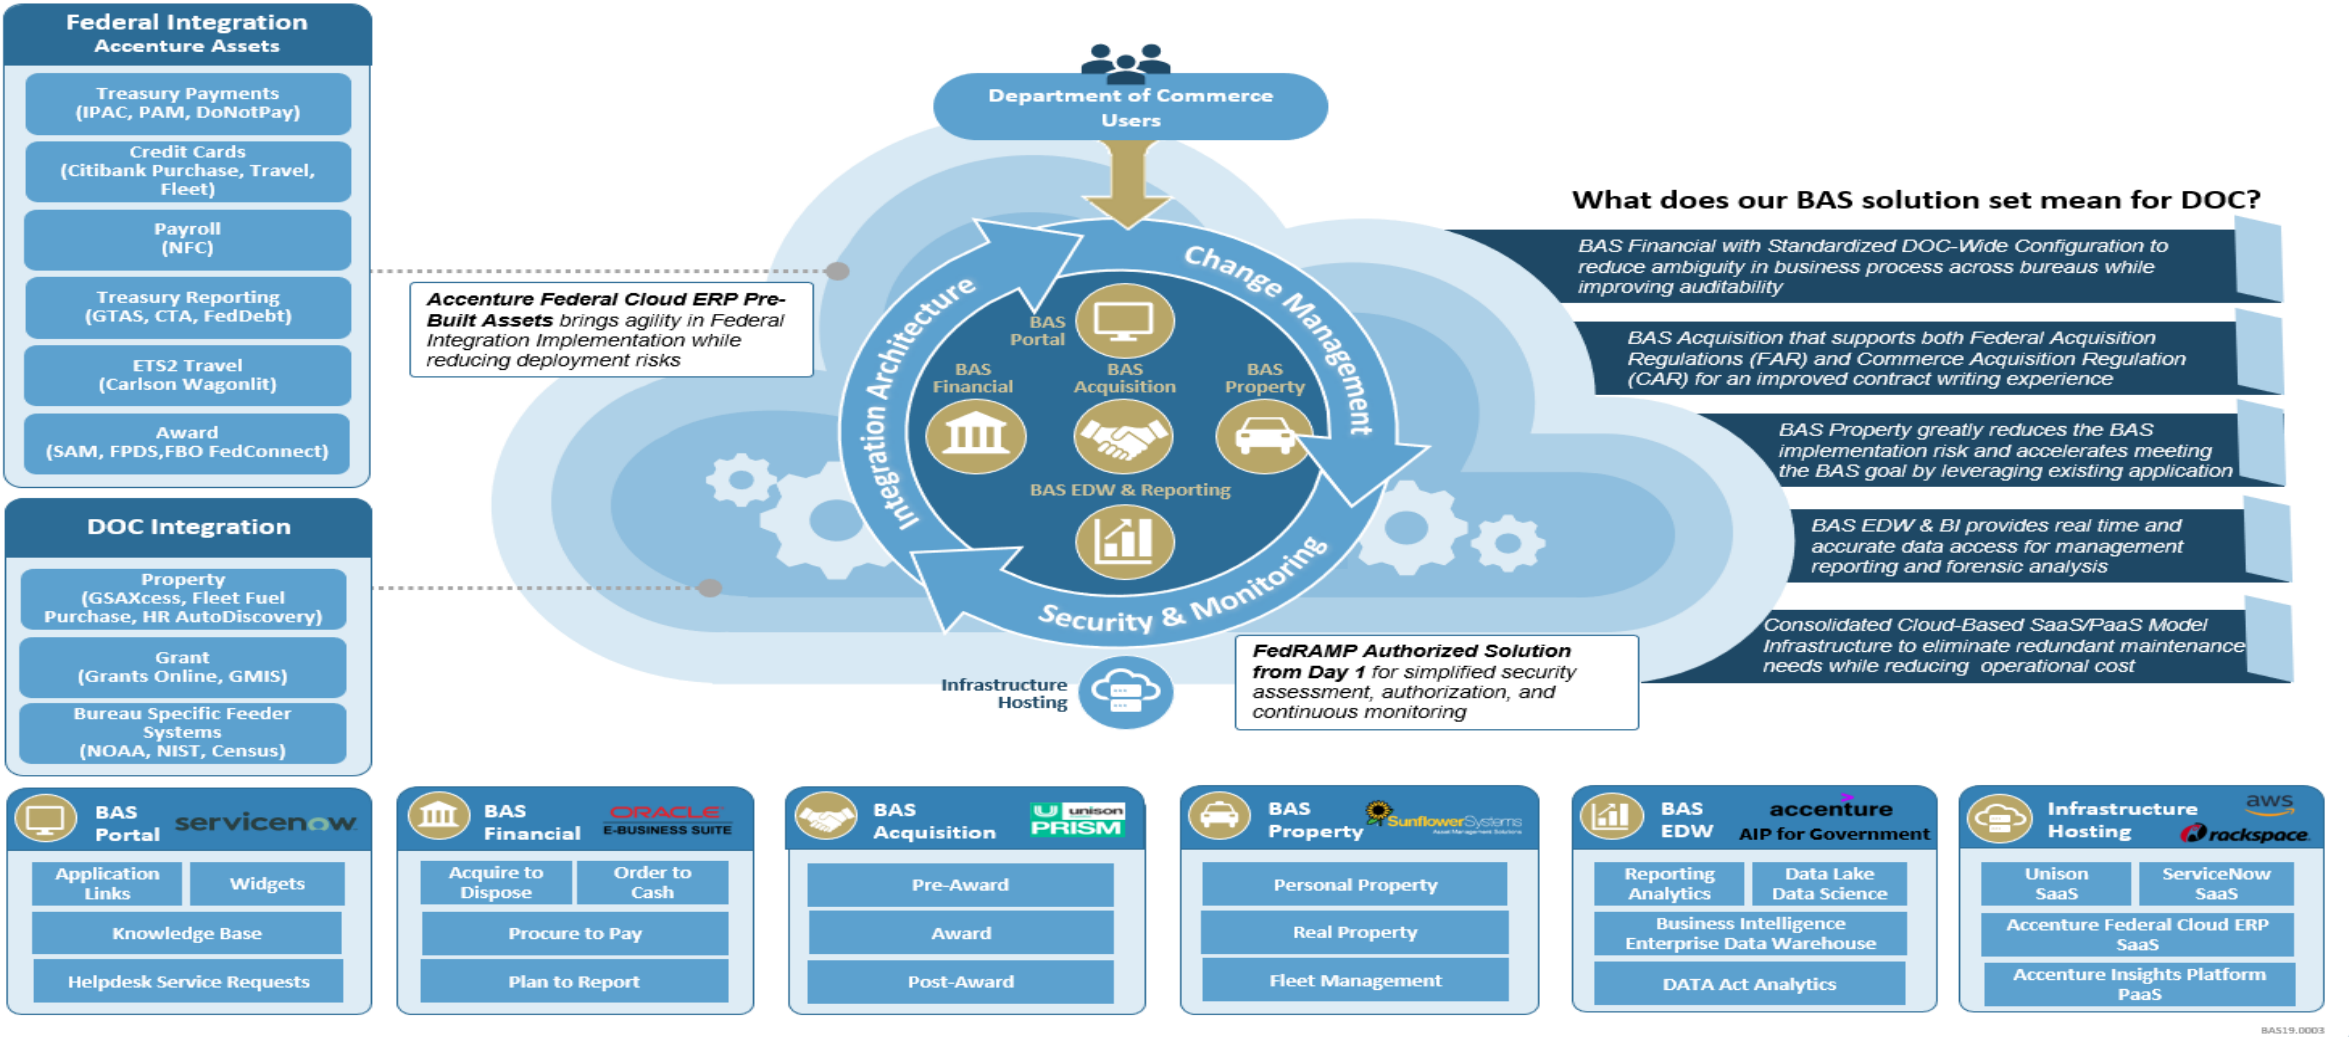 Federal Integration
Accenture Assets
Treasury Payments
(IPAC, PAM, DoNotPay)
Credit Cards
(Citibank Purchase, Travel,
Fleet)
Payroll
(NFC)
Treasury Reporting
(GTAS, CTA, FedDebt)
ETS2 Travel
(Carlson Wagonlit)
Award
(SAM, FPDS,FBO FedConnect)
DOC Integration
Property
(GSAXcess, Fleet Fuel
Purchase, HR AutoDiscovery)
Grant
(Grants Online, GMIS)
Bureau Specific Feeder
Systems
(NOAA, NIST, Census)
Department of Commerce
Users
Accenture Federal Cloud ERP Pre-
Built Assets brings agility in Federal
Integration Implementation while
reducing deployment risks
Integration Architecture
Change Management
Security & Monitoring
BAS
Portal
BAS
Financial
BAS
Acquisition
BAS
Property
BAS EDW & Reporting
Infrastructure
Hosting
FedRAMP Authorized Solution
from Day 1 for simplified security
assessment, authorization, and
continuous monitoring
What does our BAS solution set mean for DOC?
BAS Financial with Standardized DOC-Wide Configuration to
reduce ambiguity in business process across bureaus while
improving auditability
BAS Acquisition that supports both Federal Acquisition
Regulations (FAR) and Commerce Acquisition Regulation
(CAR) for an improved contract writing experience
BAS Property greatly reduces the BAS
implementation risk and accelerates meeting
the BAS goal by leveraging existing application
BAS EDW & BI provides real time and
accurate data access for management
reporting and forensic analysis
Consolidated Cloud-Based SaaS/PaaS Model
Infrastructure to eliminate redundant maintenance
needs while reducing operational cost
BAS
Portal
servicenow
Application
Links
Widgets
Knowledge Base
Helpdesk Service Requests
BAS
Financial
ORACLE
E-BUSINESS SUITE
Acquire to
Dispose
Order to
Cash
Procure to Pay
Plan to Report
BAS
Acquisition
unison
PRISM
Pre-Award
Award
Post-Award
BAS
Property
SunflowerSystems
Asset Management Solutions
Personal Property
Real Property
Fleet Management
BAS
EDW
accenture
AIP for Government
Reporting
Analytics
Data Lake
Data Science
Business Intelligence
Enterprise Data Warehouse
DATA Act Analytics
Infrastructure
Hosting
aws
rackspace
Unison
SaaS
ServiceNow
SaaS
Accenture Federal Cloud ERP
SaaS
Accenture Insights Platform
PaaS
BAS19.0003